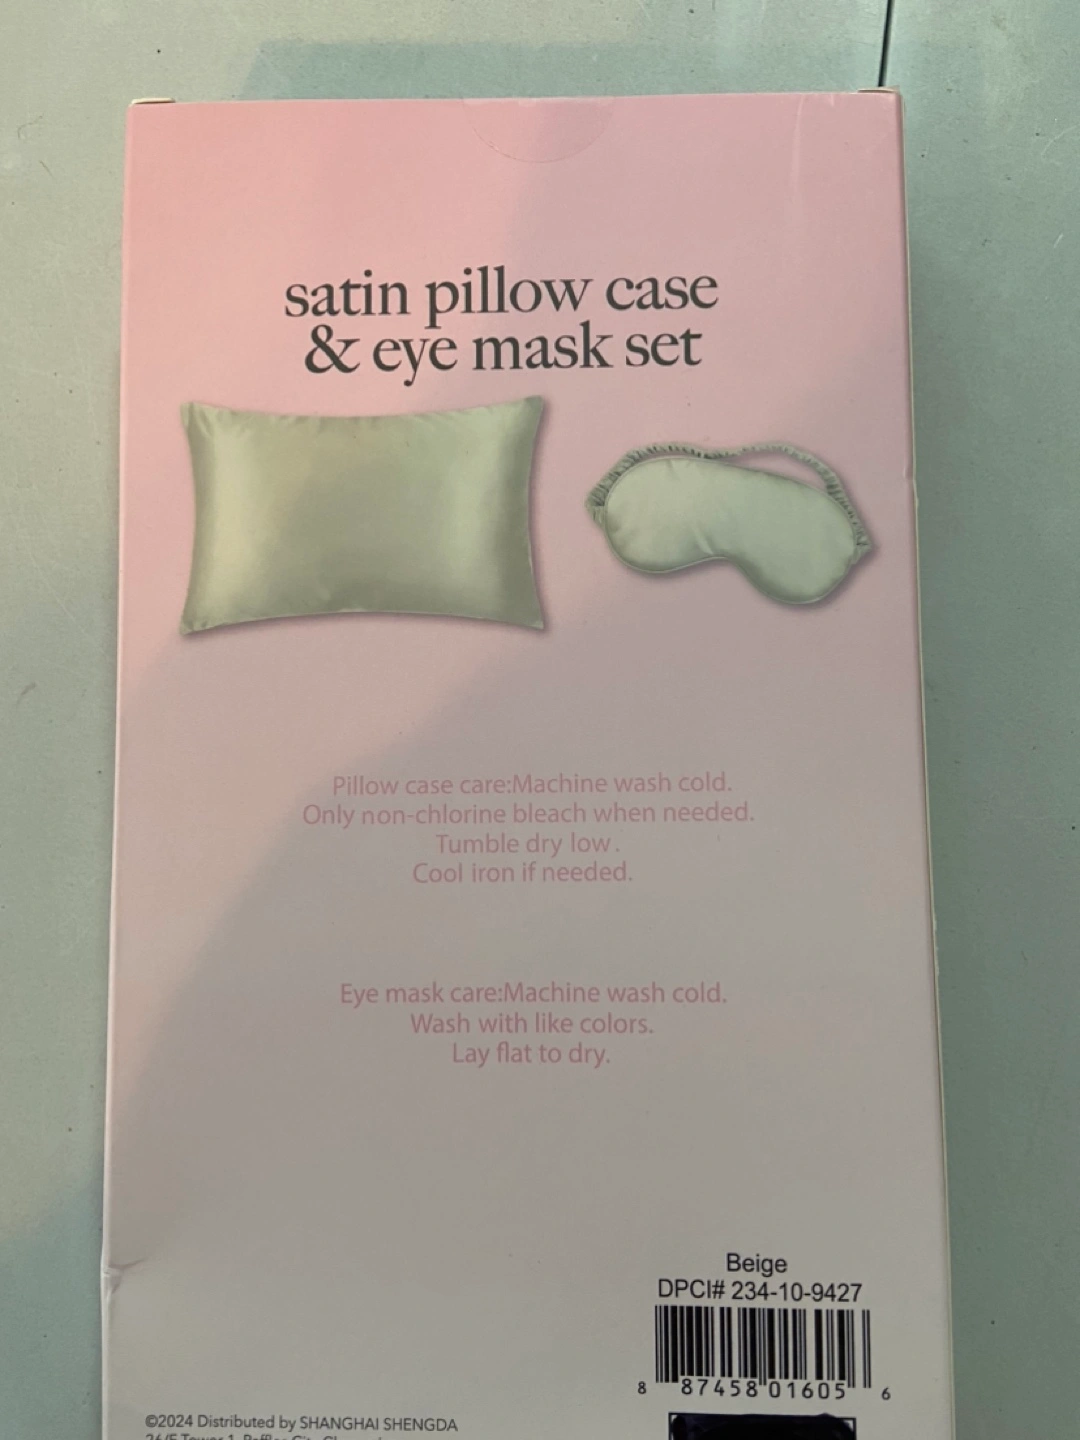 satin pillow case
& eye mask set
Pillow case care:Machine wash cold.
Only non-chlorine bleach when needed.
Tumble dry low.
Cool iron if needed.
Eye mask care:Machine wash cold.
Wash with like colors.
Lay flat to dry.
Beige
DPCI# 234-10-9427
8 87458 01605 6
©2024 Distributed by SHANGHAI SHENGDA